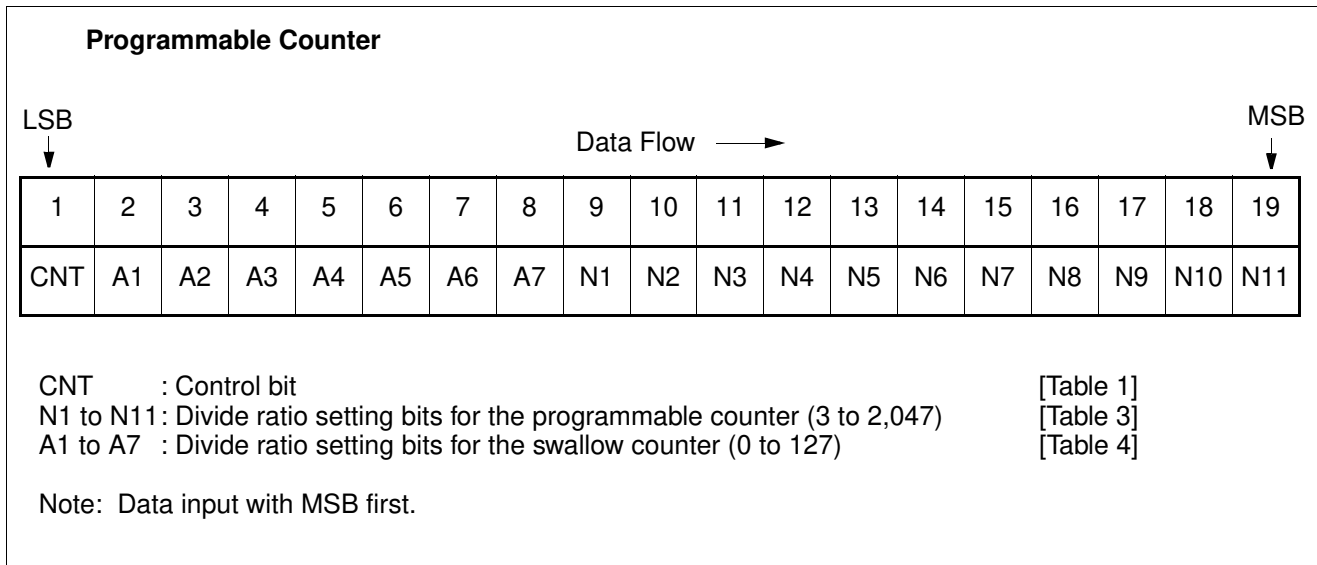 Programmable Counter
LSB
MSB
Data Flow
1 2 3 4 5 6 7 8 9 10 11 12 13 14 15 16 17 18 19
CNT A1 A2 A3 A4 A5 A6 A7 N1 N2 N3 N4 N5 N6 N7 N8 N9 N10 N11
CNT : Control bit [Table 1]
N1 to N11: Divide ratio setting bits for the programmable counter (3 to 2,047) [Table 3]
A1 to A7 : Divide ratio setting bits for the swallow counter (0 to 127) [Table 4]
Note: Data input with MSB first.